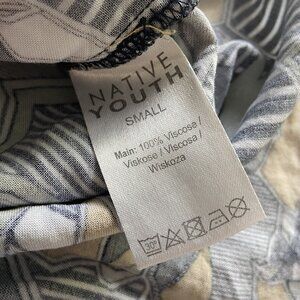 NATIVE
YOUTH
SMALL
Main: 100% Viscose /
Viskose / Viscosa /
Wiskoza
30°